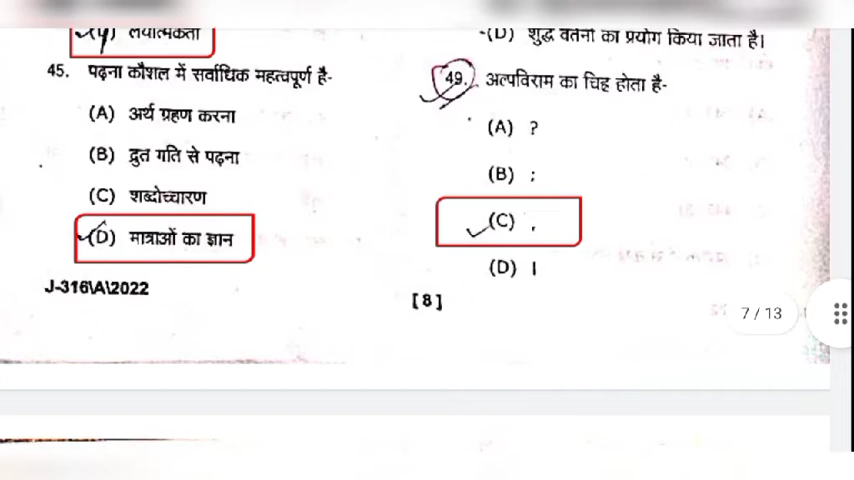 (D) लयात्मकता
45. पढ़ना कौशल में सर्वाधिक महत्वपूर्ण है-
(A) अर्थ ग्रहण करना
(B) द्रुत गति से पढ़ना
(C) शब्दोच्चारण
(D) मात्राओं का ज्ञान
J-316\A\2022
(D) शुद्ध वर्तनी का प्रयोग किया जाता है।
49. अल्पविराम का चिह्न होता है-
(A) ?
(B) ;
(C) ,
(D) ।
[8]
7 / 13